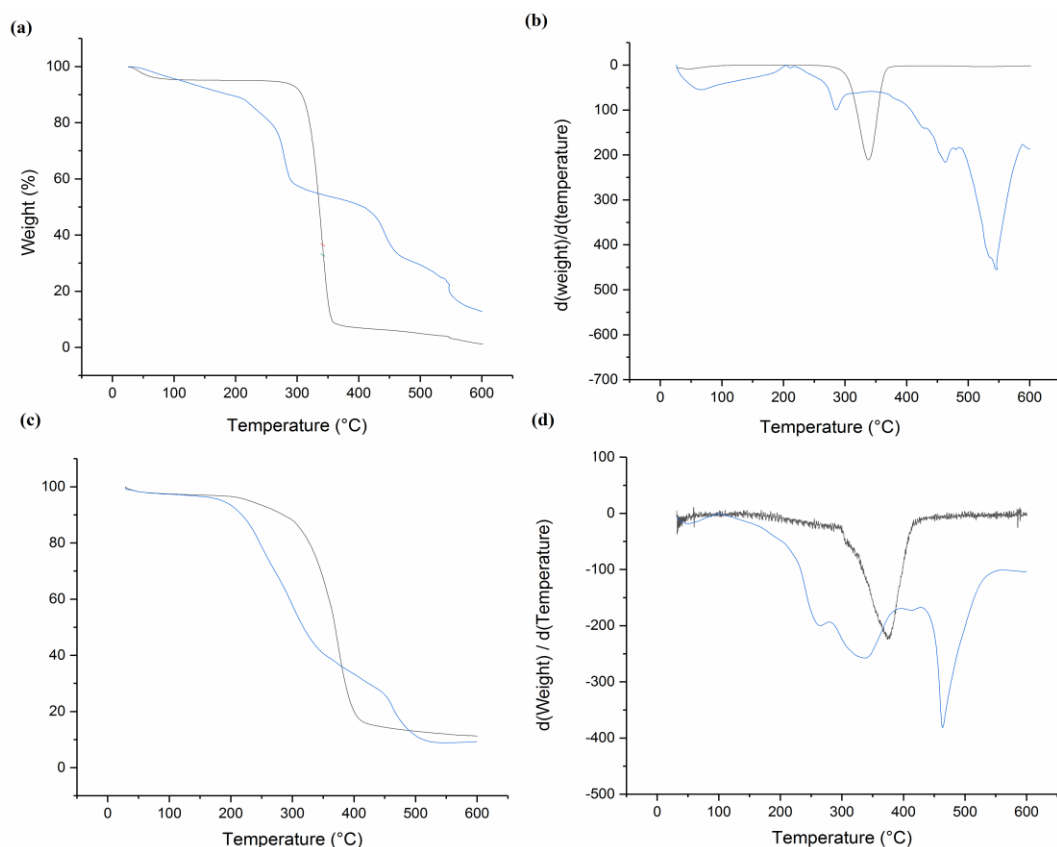 (a)
100
80
60
40
20
0
Weight (%)
0 100 200 300 400 500 600
Temperature (°C)
(b)
0
100
200
300
400
500
-600
-700
d(weight)/d(temperature)
0 100 200 300 400 500 600
Temperature (°C)
(c)
100
80
60
40
20
0
0 100 200 300 400 500 600
Temperature (°C)
(d)
100
0
-100
-200
-300
-400
-500
d(Weight) / d(Temperature)
0 100 200 300 400 500 600
Temperature (°C)